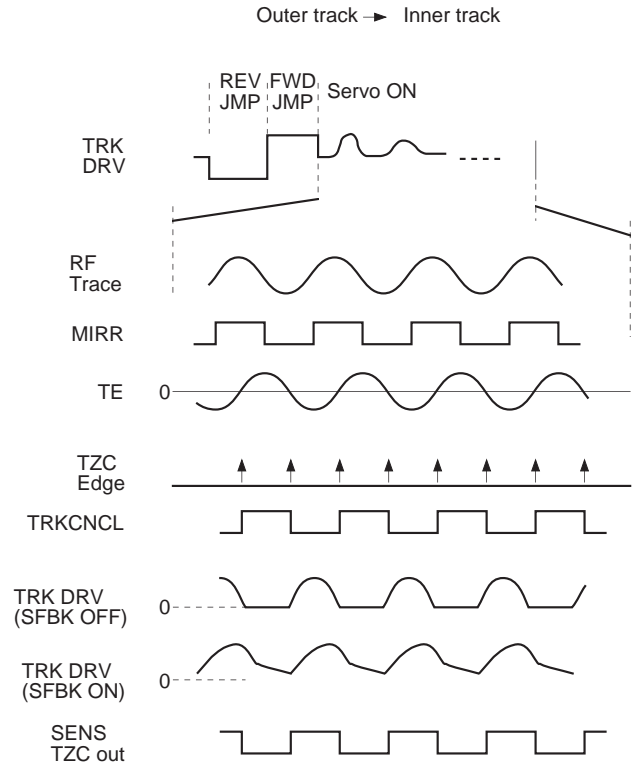 Outer track → Inner track
REV JMP
FWD JMP
Servo ON
TRK
DRV
RF
Trace
MIRR
TE
0
TZC
Edge
TRKCNCL
TRK DRV
(SFBK OFF)
0
TRK DRV
(SFBK ON)
0
SENS
TZC out